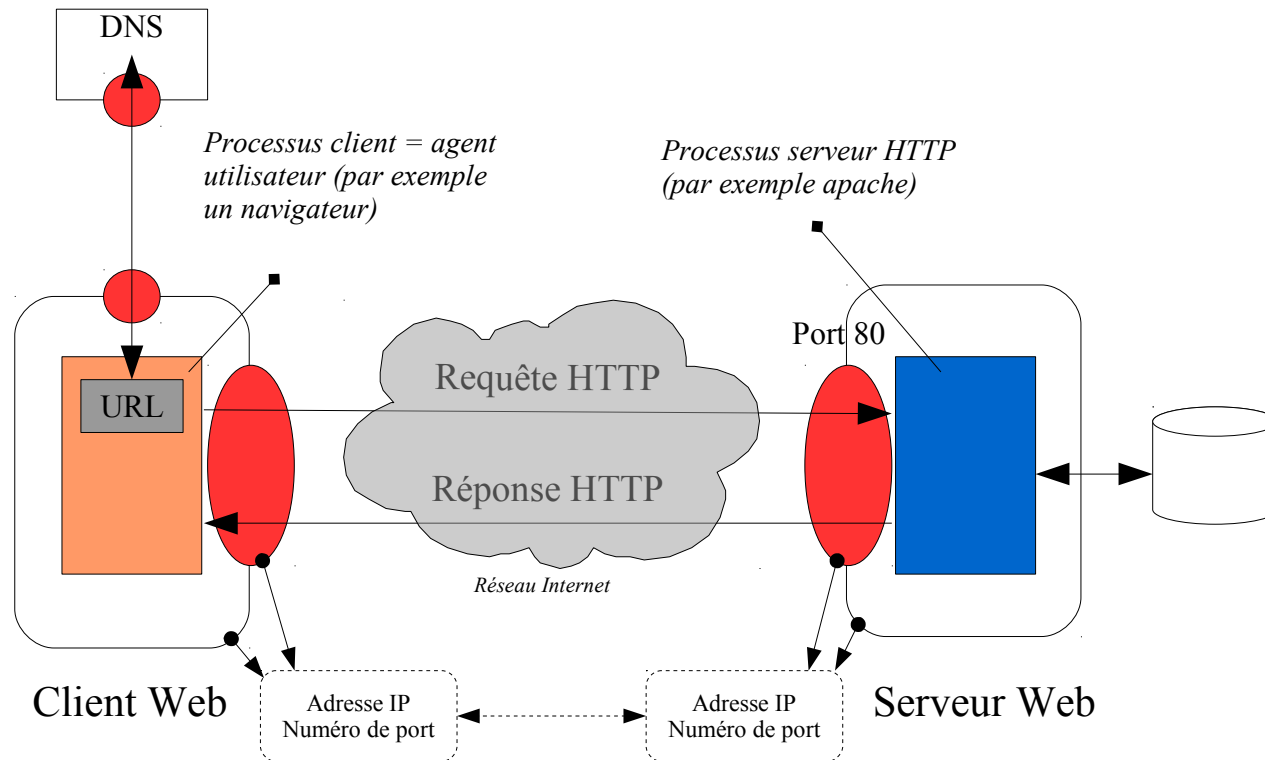 DNS
Processus client = agent
utilisateur (par exemple
un navigateur)
Processus serveur HTTP
(par exemple apache)
Port 80
URL
Requête HTTP
Réponse HTTP
Réseau Internet
Client Web
Adresse IP
Numéro de port
Adresse IP
Numéro de port
Serveur Web